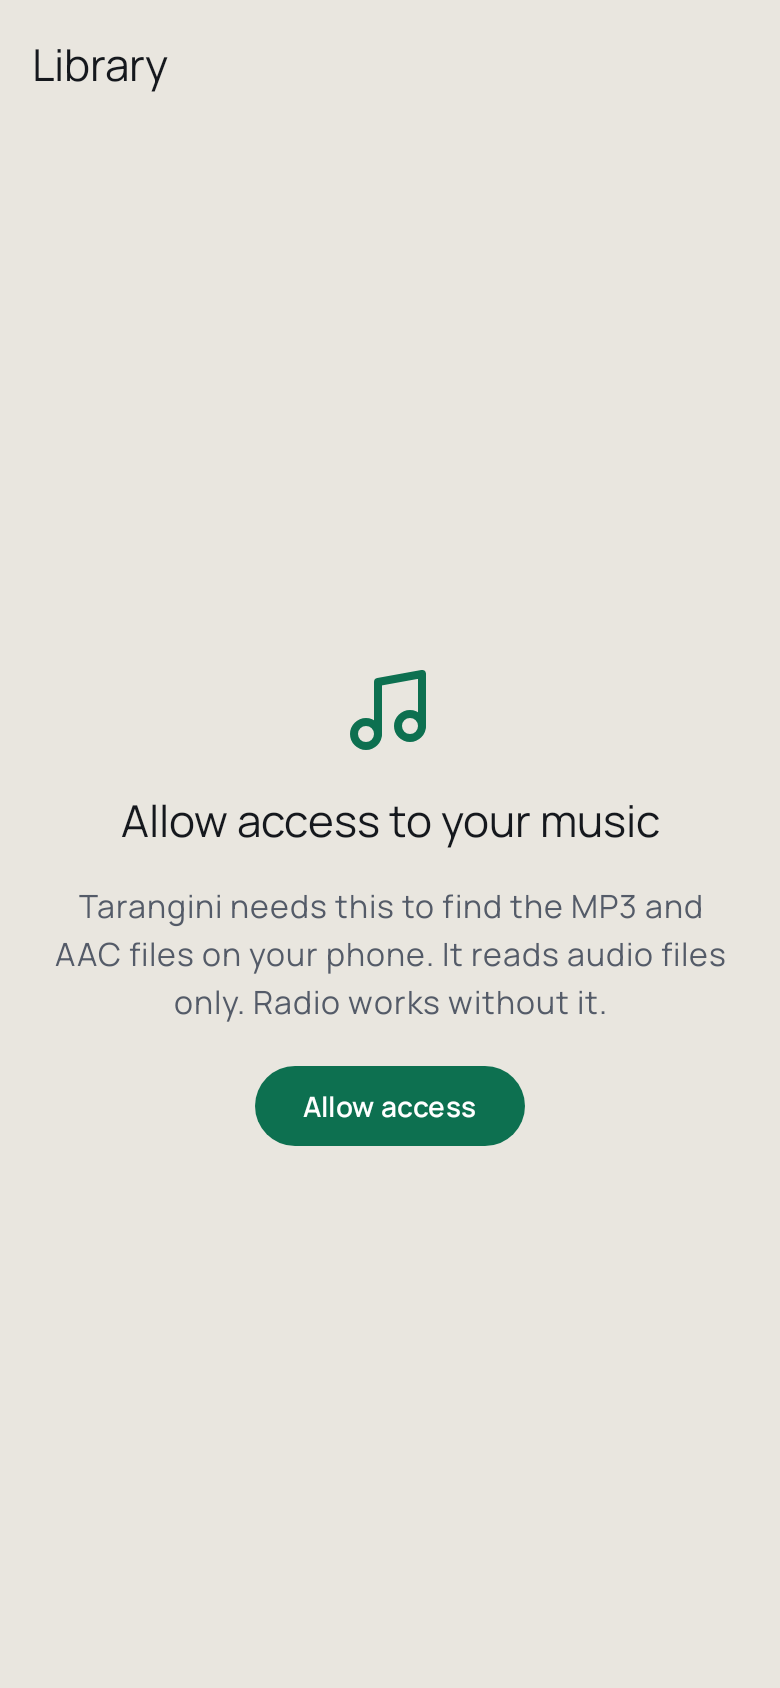 Library
Allow access to your music
Tarangini needs this to find the MP3 and
AAC files on your phone. It reads audio files
only. Radio works without it.
Allow access